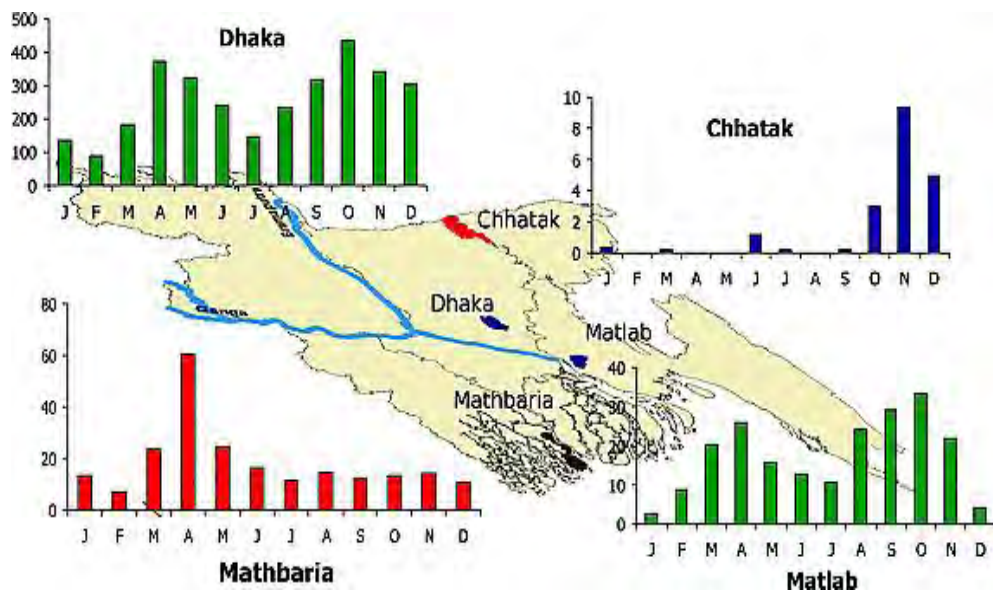 Dhaka
500
400
300
200
100
0
J F M A M J J A S O N D
Chhatak
10
8
6
4
2
0
J F M A M J J A S O N D
Chhatak
Dhaka
Matlab
Mathbaria
Ganga
80
60
40
20
0
J F M A M J J A S O N D
Mathbaria
40
30
20
10
0
J F M A M J J A S O N D
Matlab